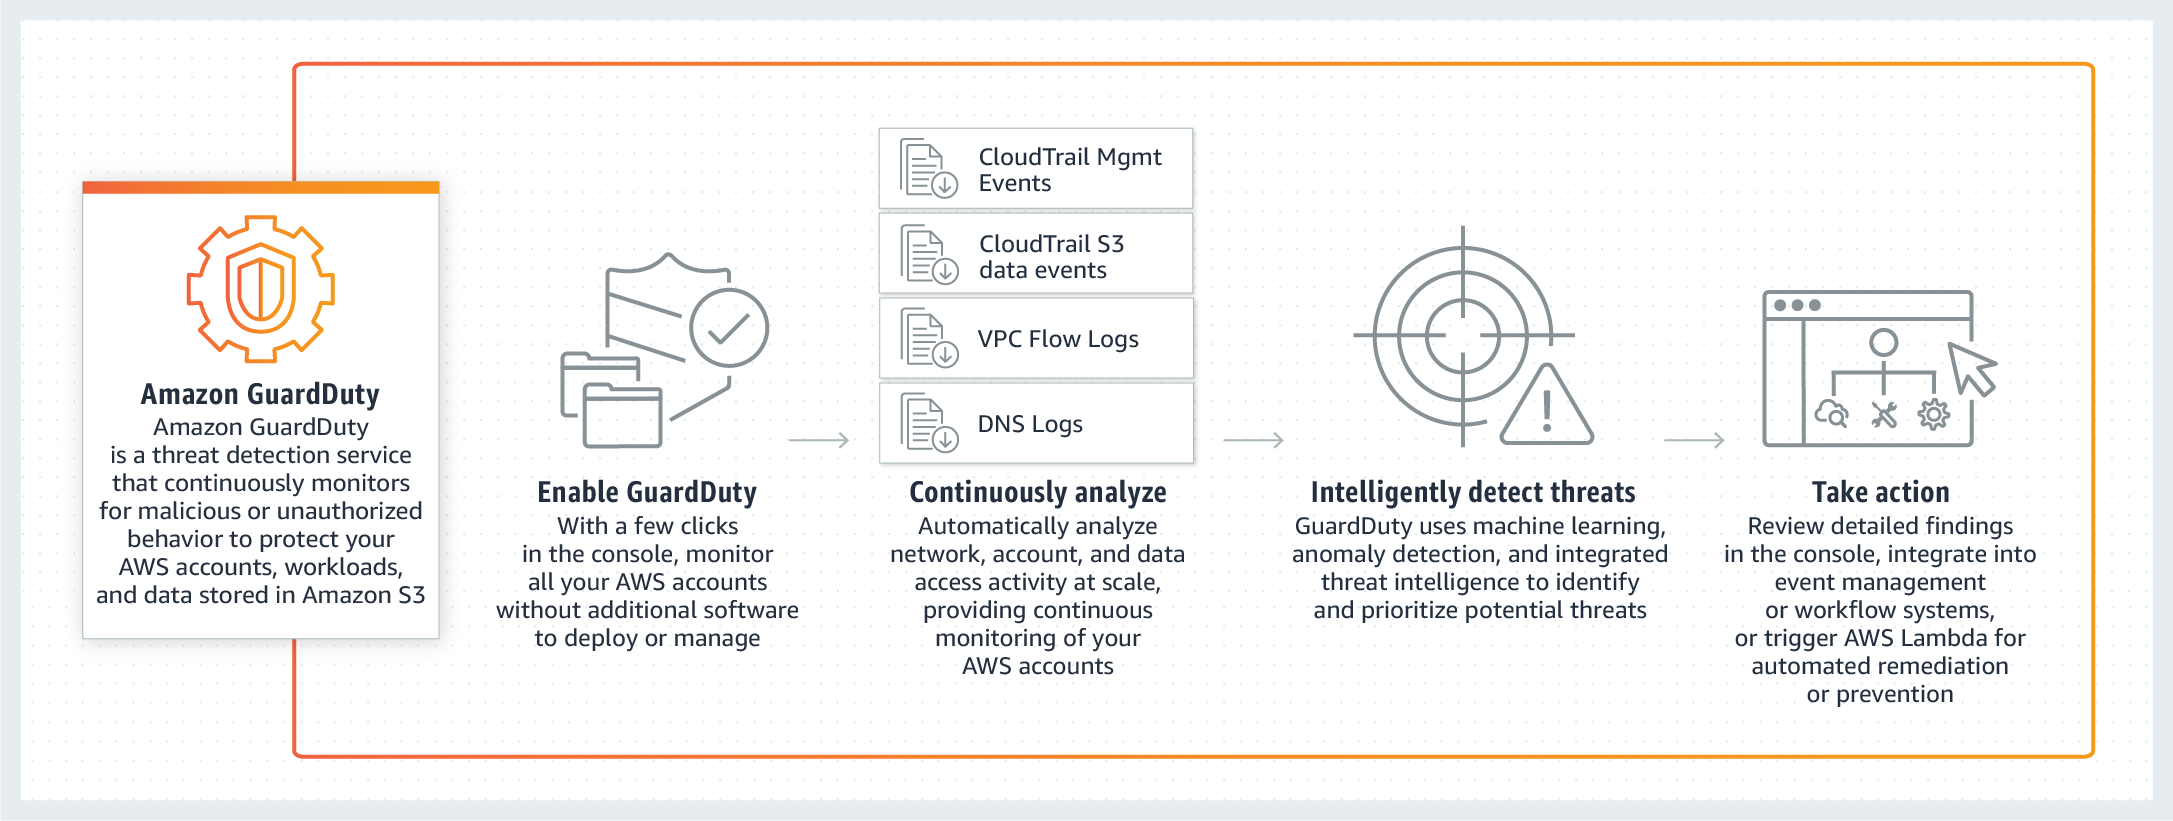 Amazon GuardDuty
Amazon GuardDuty
is a threat detection service
that continuously monitors
for malicious or unauthorized
behavior to protect your
AWS accounts, workloads,
and data stored in Amazon S3
Enable GuardDuty
With a few clicks
in the console, monitor
all your AWS accounts
without additional software
to deploy or manage
CloudTrail Mgmt
Events
CloudTrail S3
data events
VPC Flow Logs
DNS Logs
Continuously analyze
Automatically analyze
network, account, and data
access activity at scale,
providing continuous
monitoring of your
AWS accounts
Intelligently detect threats
GuardDuty uses machine learning,
anomaly detection, and integrated
threat intelligence to identify
and prioritize potential threats
Take action
Review detailed findings
in the console, integrate into
event management
or workflow systems,
or trigger AWS Lambda for
automated remediation
or prevention